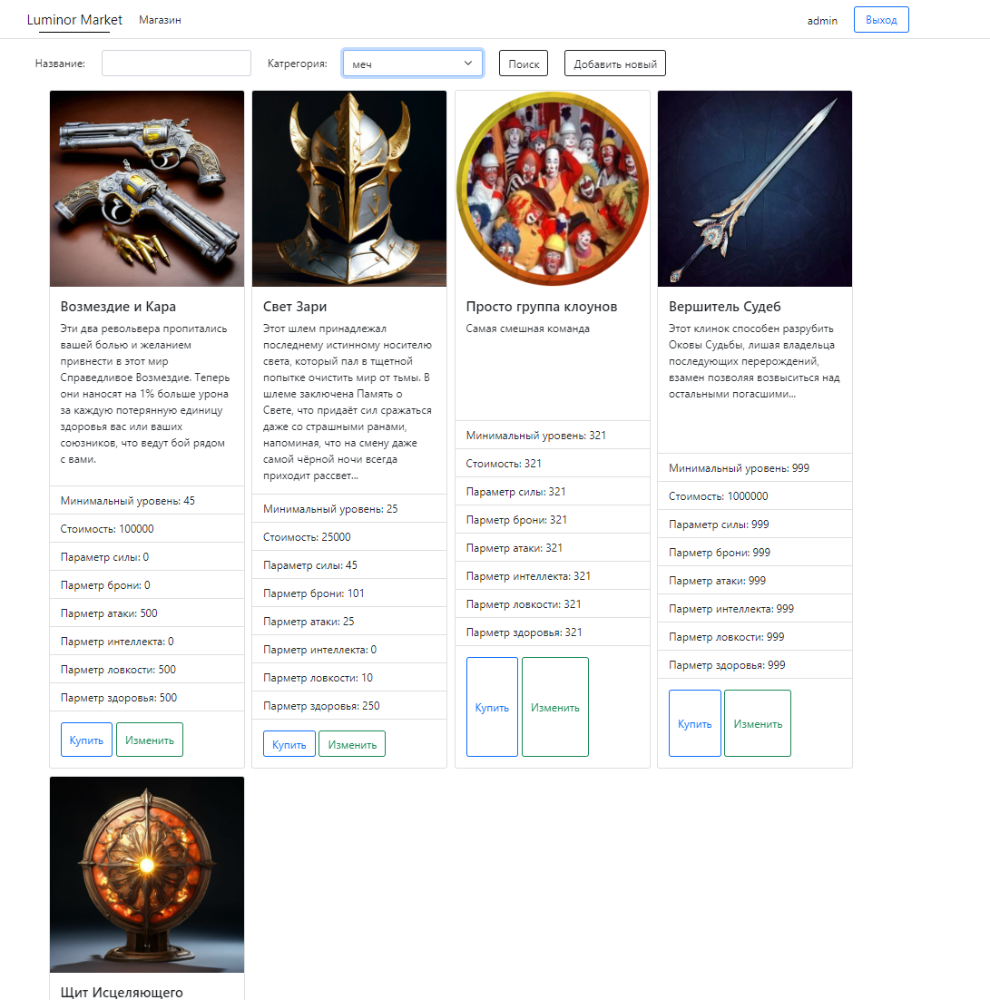 Luminor Market Магазин admin Выход
Название: Катрегория: меч Поиск Добавить новый
Возмездие и Кара
Эти два револьвера пропитались
вашей болью и желанием
привнести в этот мир
Справедливое Возмездие. Теперь
они наносят на 1% больше урона
за каждую потерянную единицу
здоровья вас или ваших
союзников, что ведут бой рядом
с вами.
Минимальный уровень: 45
Стоимость: 100000
Параметр силы: 0
Парметр брони: 0
Парметр атаки: 500
Парметр интеллекта: 0
Парметр ловкости: 500
Парметр здоровья: 500
Купить Изменить
Свет Зари
Этот шлем принадлежал
последнему истинному носителю
света, который пал в тщетной
попытке очистить мир от тьмы. В
шлеме заключена Память о
Свете, что придаёт сил сражаться
даже со страшными ранами,
напоминая, что на смену даже
самой чёрной ночи всегда
приходит рассвет...
Минимальный уровень: 25
Стоимость: 25000
Параметр силы: 45
Парметр брони: 101
Парметр атаки: 25
Парметр интеллекта: 0
Парметр ловкости: 10
Парметр здоровья: 250
Купить Изменить
Просто группа клоунов
Самая смешная команда
Минимальный уровень: 321
Стоимость: 321
Параметр силы: 321
Парметр брони: 321
Парметр атаки: 321
Парметр интеллекта: 321
Парметр ловкости: 321
Парметр здоровья: 321
Купить Изменить
Вершитель Судеб
Этот клинок способен разрубить
Оковы Судьбы, лишая владельца
последующих перерождений,
взамен позволяя возвыситься над
остальными погасшими...
Минимальный уровень: 999
Стоимость: 1000000
Параметр силы: 999
Парметр брони: 999
Парметр атаки: 999
Парметр интеллекта: 999
Парметр ловкости: 999
Парметр здоровья: 999
Купить Изменить
Щит Исцеляющего